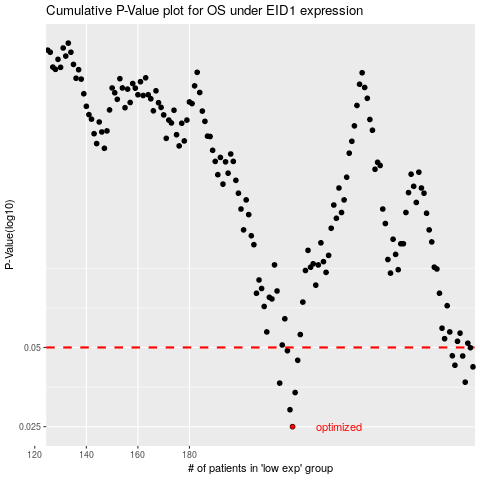 Cumulative P-Value plot for OS under EID1 expression
P-Value(log10)
0.05
0.025
optimized
120 140 160 180
# of patients in 'low exp' group